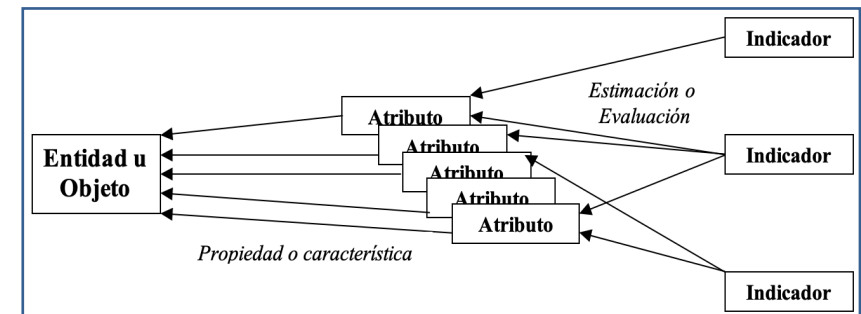 Indicador
Estimación o
Evaluación
Atributo
Atributo
Atributo
Atributo
Atributo
Entidad u
Objeto
Indicador
Propiedad o característica
Indicador